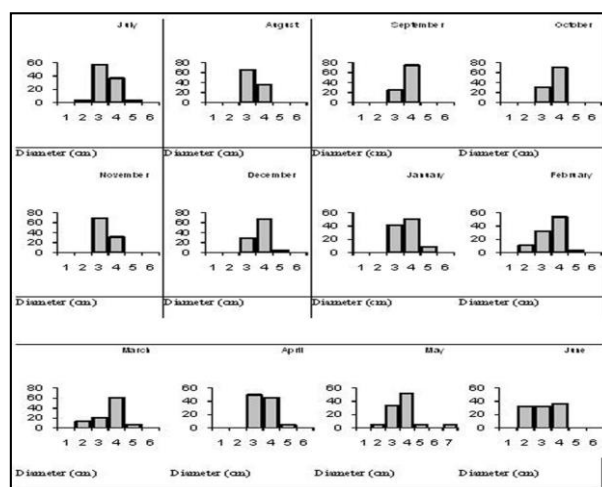 July
60
40
20
0
1 2 3 4 5 6
Diameter (cm)
August
80
60
40
20
0
1 2 3 4 5 6
Diameter (cm)
September
80
60
40
20
0
1 2 3 4 5 6
Diameter (cm)
October
80
60
40
20
0
1 2 3 4 5 6
Diameter (cm)
November
80
60
40
20
0
1 2 3 4 5 6
Diameter (cm)
December
80
60
40
20
0
1 2 3 4 5 6
Diameter (cm)
January
60
40
20
0
1 2 3 4 5 6
Diameter (cm)
February
60
40
20
0
1 2 3 4 5 6
Diameter (cm)
March
80
60
40
20
0
1 2 3 4 5 6
Diameter (cm)
April
60
40
20
0
1 2 3 4 5 6
Diameter (cm)
May
60
40
20
0
1 2 3 4 5 6 7
Diameter (cm)
June
60
40
20
0
1 2 3 4 5 6
Diameter (cm)